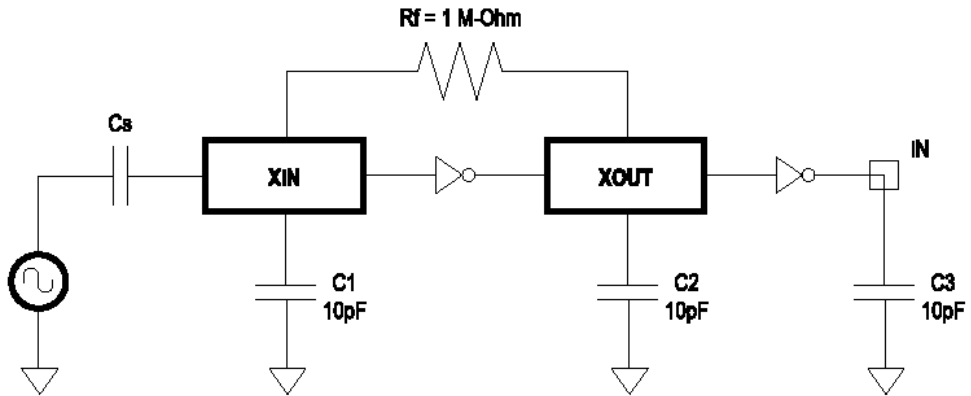 Rf = 1 M-Ohm
Cs
XIN
XOUT
IN
C1
10pF
C2
10pF
C3
10pF